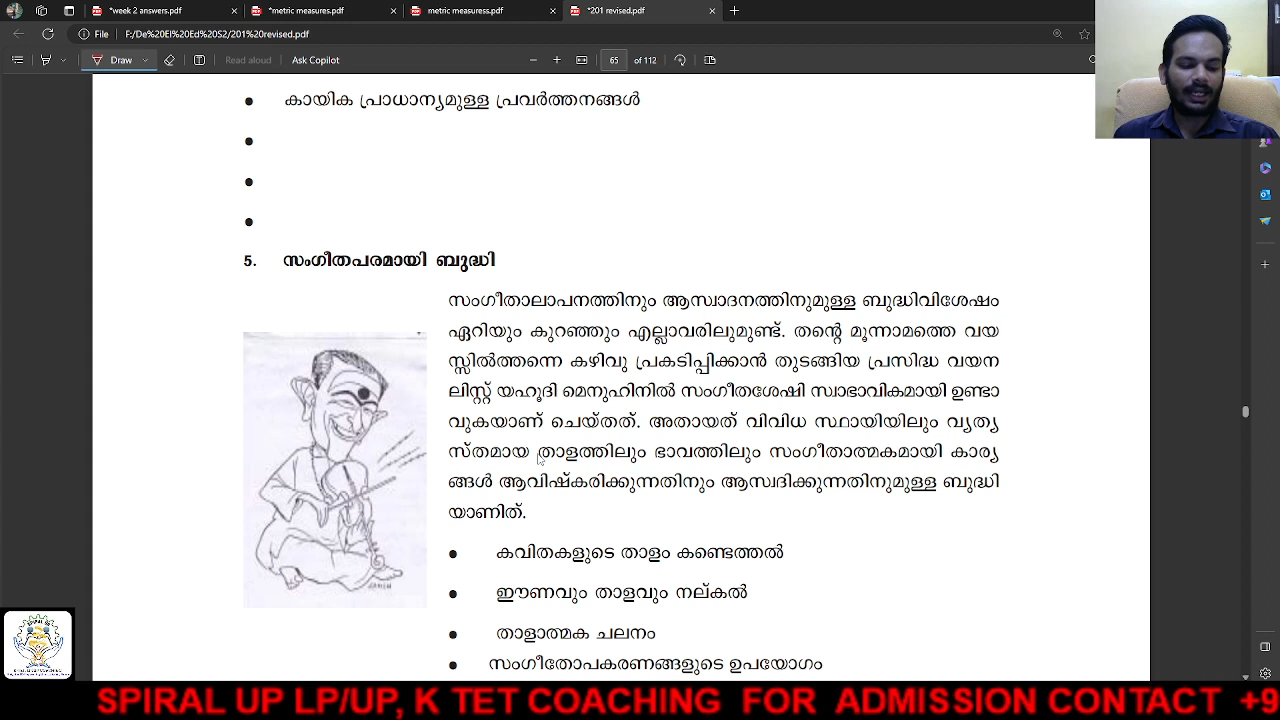 *week 2 answers.pdf
*metric measures.pdf
metric measuress.pdf
*201 revised.pdf
File
F:/De%20El%20Ed%20S2/201%20revised.pdf
Draw
Read aloud
Ask Copilot
65
of 112
കായിക പ്രാധാന്യമുള്ള പ്രവർത്തനങ്ങൾ
5. സംഗീതപരമായി ബുദ്ധി
സംഗീതാലാപനത്തിനും ആസ്വാദനത്തിനുമുള്ള ബുദ്ധിവിശേഷം
ഏറിയും കുറഞ്ഞും എല്ലാവരിലുമുണ്ട്. തന്റെ മൂന്നാമത്തെ വയ
സ്സിൽത്തന്നെ കഴിവു പ്രകടിപ്പിക്കാൻ തുടങ്ങിയ പ്രസിദ്ധ വയന
ലിസ്റ്റ് യഹൂദി മെനുഹിനിൽ സംഗീതശേഷി സ്വാഭാവികമായി ഉണ്ടാ
വുകയാണ് ചെയ്തത്. അതായത് വിവിധ സ്ഥായിയിലും വ്യത്യ
സ്തമായ താളത്തിലും ഭാവത്തിലും സംഗീതാത്മകമായി കാര്യ
ങ്ങൾ ആവിഷ്കരിക്കുന്നതിനും ആസ്വദിക്കുന്നതിനുമുള്ള ബുദ്ധി
യാണിത്.
കവിതകളുടെ താളം കണ്ടെത്തൽ
ഈണവും താളവും നല്കൽ
താളാത്മക ചലനം
സംഗീതോപകരണങ്ങളുടെ ഉപയോഗം
SPIRAL UP LP/UP, K TET COACHING FOR ADMISSION CONTACT +9